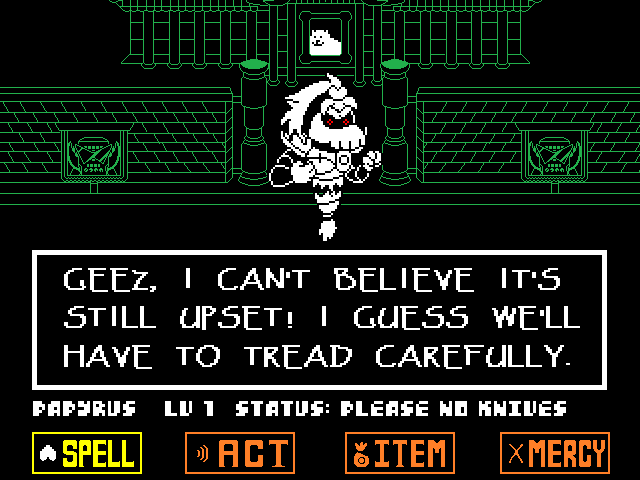 GEEZ, I CAN'T BELIEVE IT'S
STILL UPSET! I GUESS WE'LL
HAVE TO TREAD CAREFULLY.
PAPYRUS LV 1 STATUS: PLEASE NO KNIVES
SPELL ACT ITEM MERCY